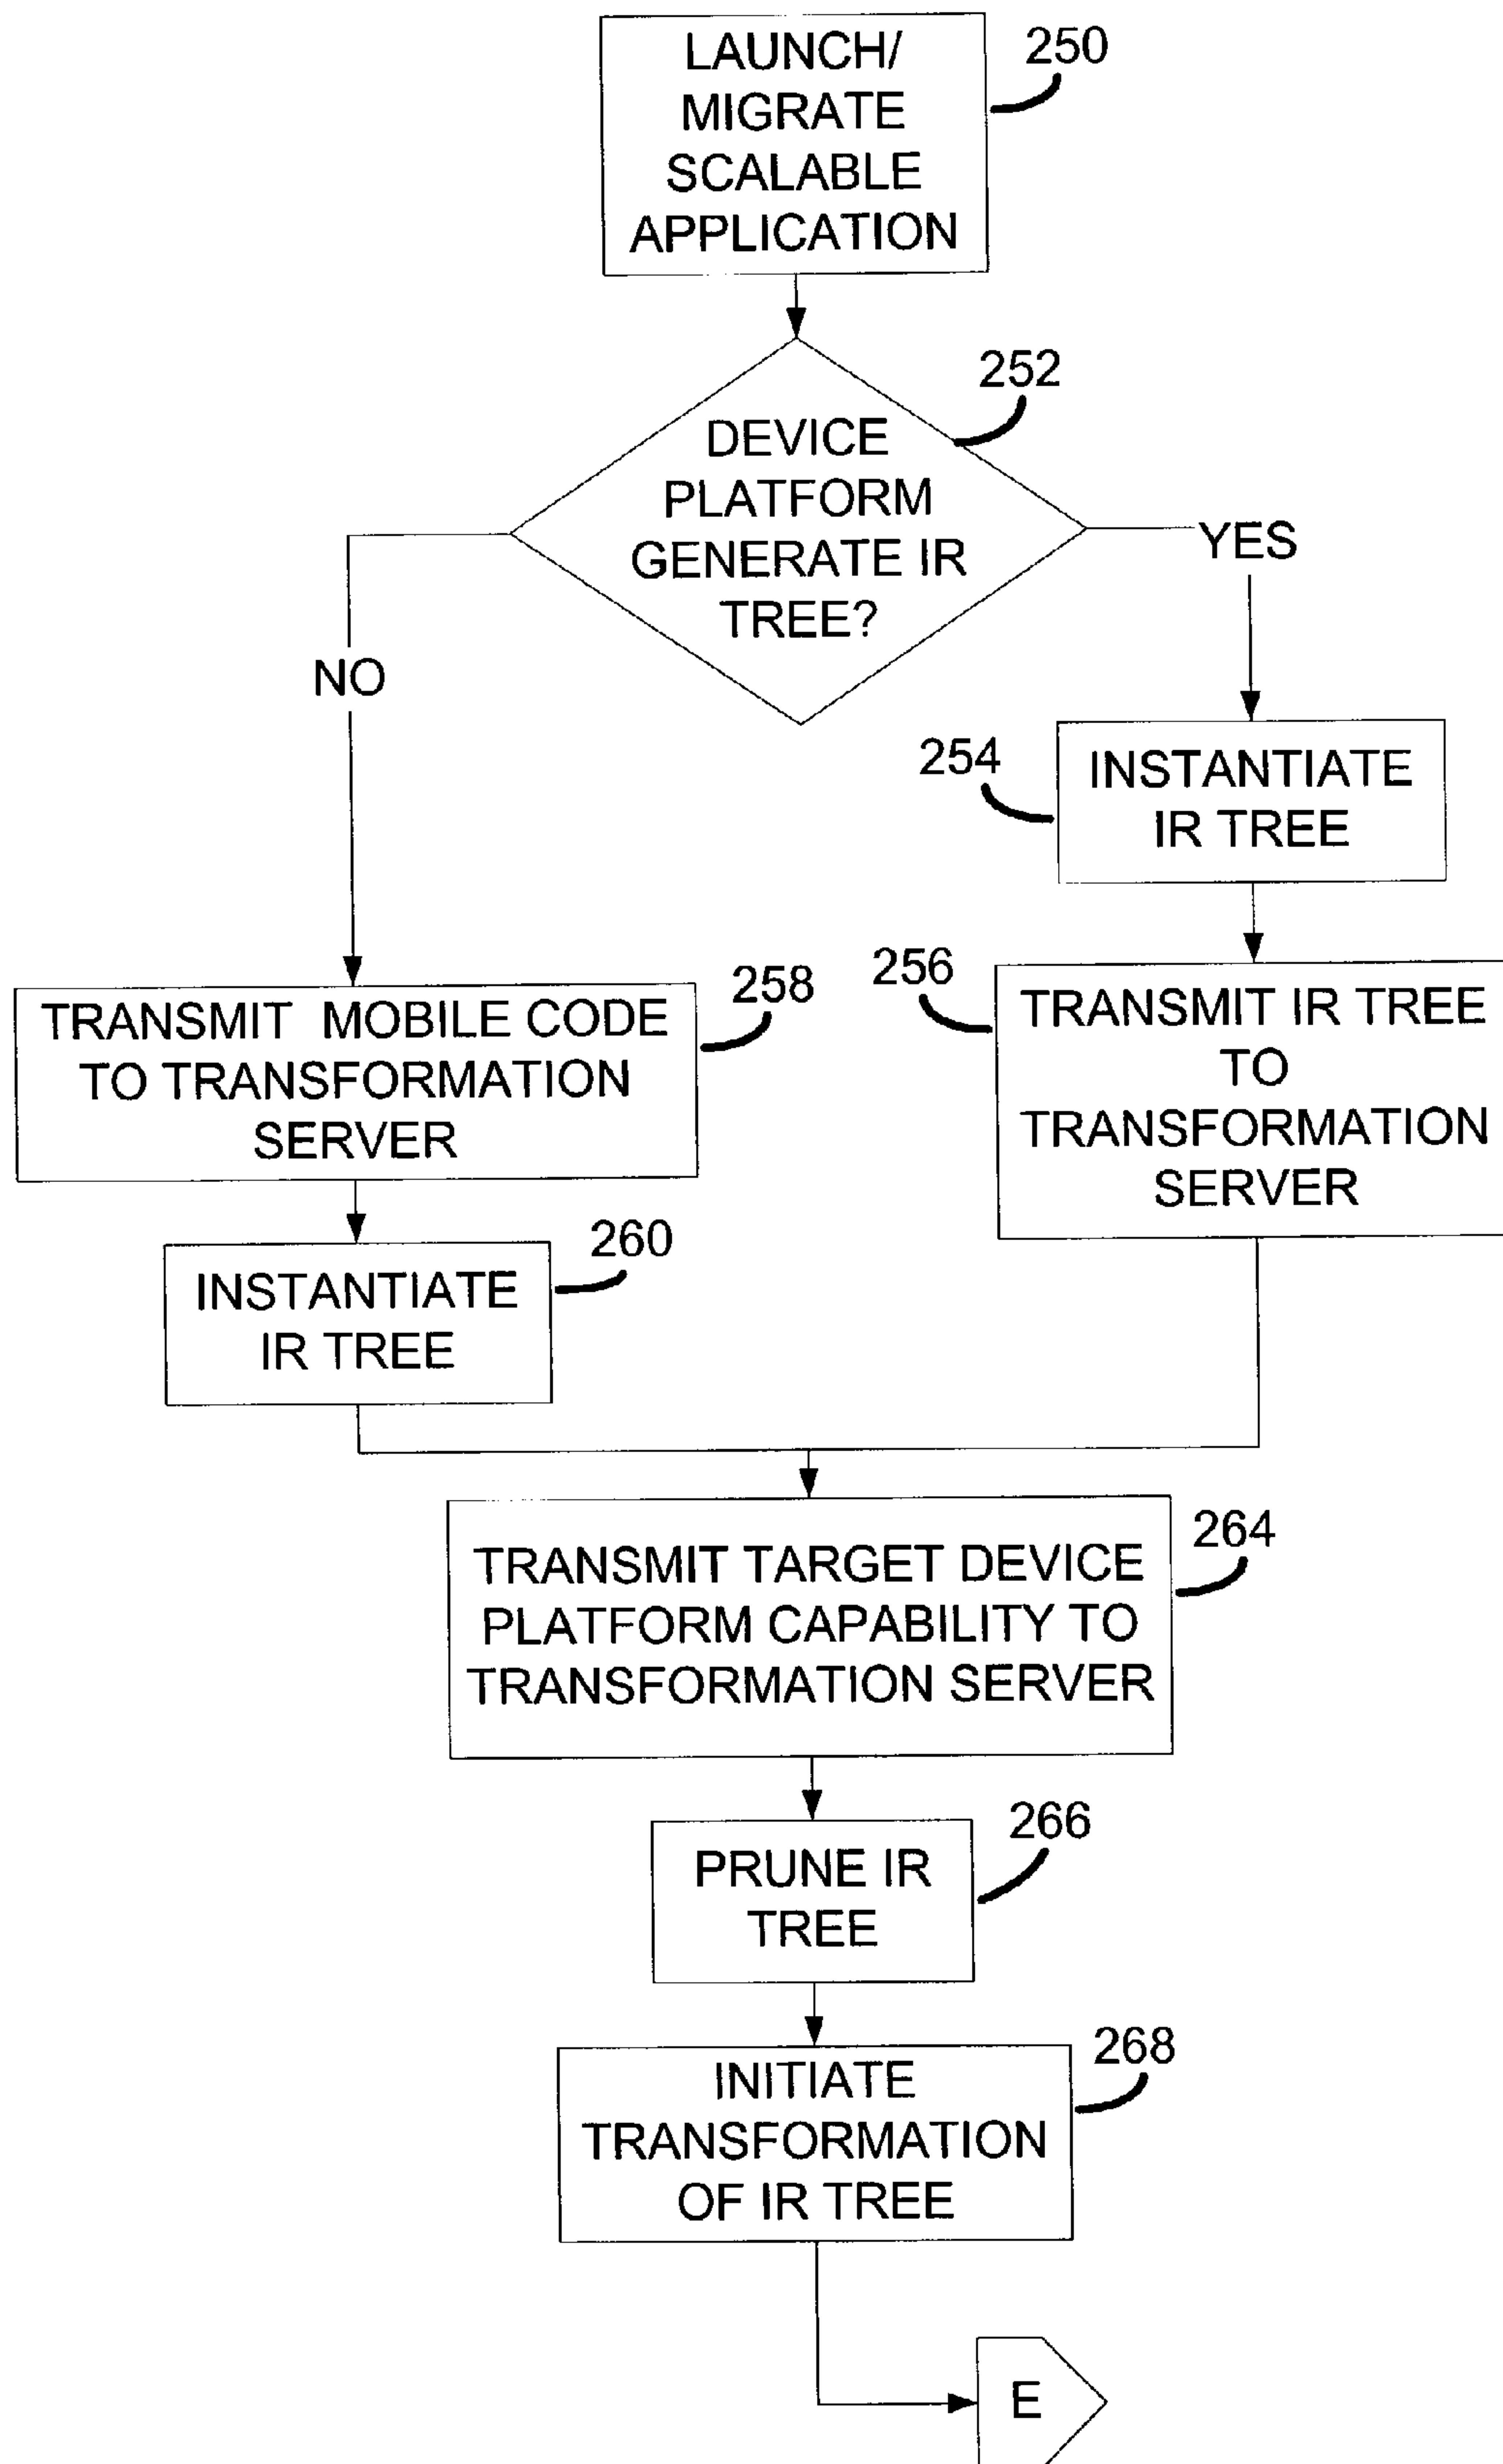 LAUNCH/
MIGRATE
SCALABLE
APPLICATION
250
252
DEVICE
PLATFORM
GENERATE IR
TREE?
YES
NO
254
INSTANTIATE
IR TREE
258
TRANSMIT MOBILE CODE
TO TRANSFORMATION
SERVER
256
TRANSMIT IR TREE
TO
TRANSFORMATION
SERVER
260
INSTANTIATE
IR TREE
264
TRANSMIT TARGET DEVICE
PLATFORM CAPABILITY TO
TRANSFORMATION SERVER
266
PRUNE IR
TREE
268
INITIATE
TRANSFORMATION
OF IR TREE
E